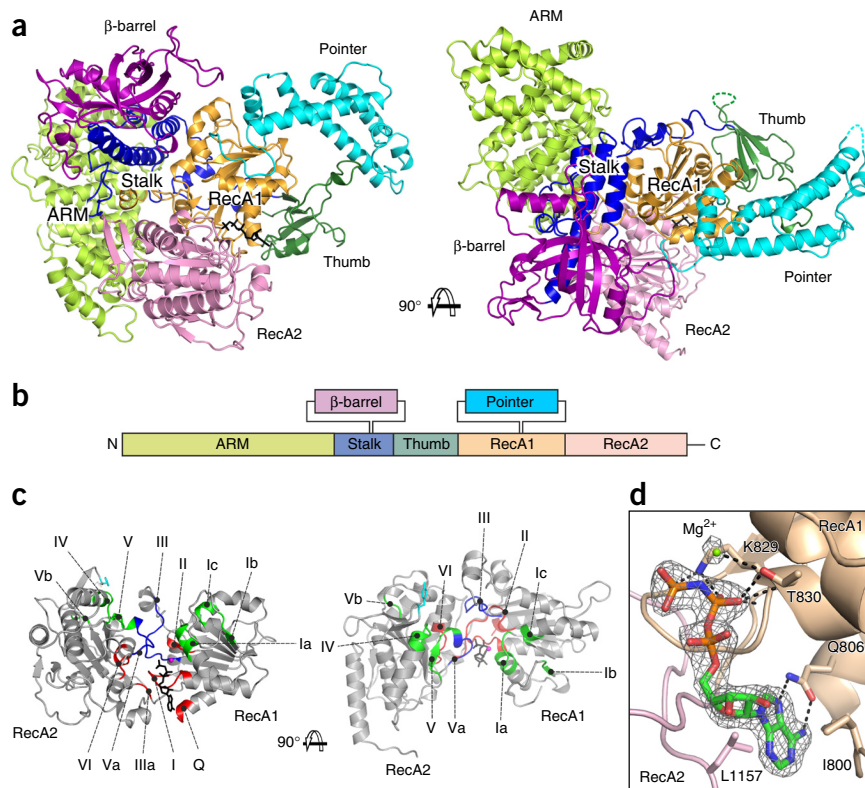 a
β-barrel
Pointer
Stalk
ARM
RecA1
Thumb
RecA2
90°
ARM
Thumb
Stalk
RecA1
β-barrel
Pointer
RecA2
b
β-barrel
Pointer
N ARM Stalk Thumb RecA1 RecA2 C
c
IV V III II Ic Ib
Vb
Ia
RecA2
RecA1
VI Va IIIa I Q
90°
III II
VI Ic
Vb
IV
Ib
V Va Ia
RecA1
RecA2
d
RecA1
Mg2+
K829
T830
Q806
I800
L1157
RecA2